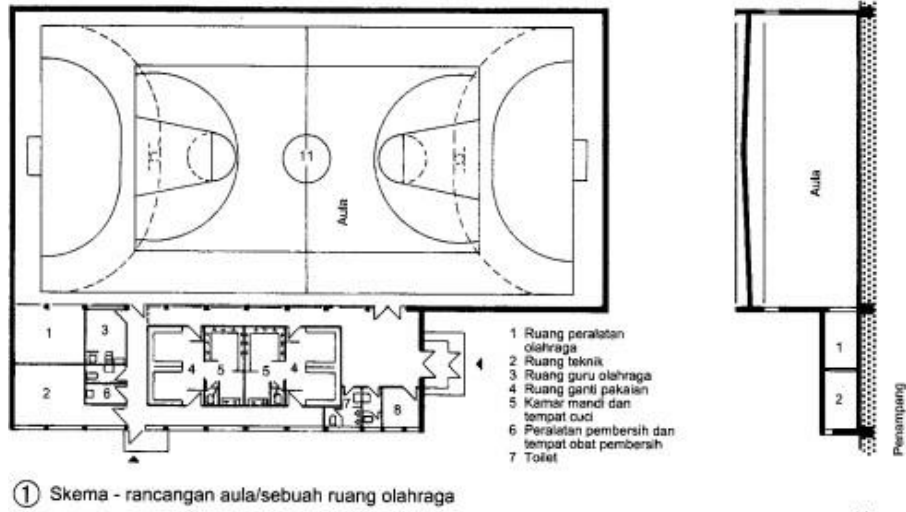 11
Aula
1
3
2
6
4
5
5
4
7
8
1 Ruang peralatan
olahraga
2 Ruang teknik
3 Ruang guru olahraga
4 Ruang ganti pakaian
5 Kamar mandi dan
tempat cuci
6 Peralatan pembersih dan
tempat obat pembersih
7 Toilet
Aula
1
2
Penampang
1 Skema - rancangan aula/sebuah ruang olahraga